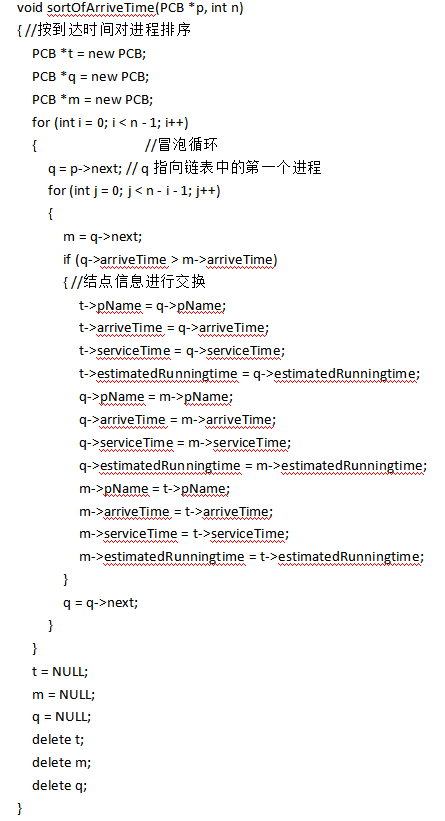 void sortOfArriveTime(PCB *p, int n)
{ //按到达时间对进程排序
PCB *t = new PCB;
PCB *q = new PCB;
PCB *m = new PCB;
for (int i = 0; i < n - 1; i++)
{ //冒泡循环
q = p->next; // q 指向链表中的第一个进程
for (int j = 0; j < n - i - 1; j++)
{
m = q->next;
if (q->arriveTime > m->arriveTime)
{ //结点信息进行交换
t->pName = q->pName;
t->arriveTime = q->arriveTime;
t->serviceTime = q->serviceTime;
t->estimatedRunningtime = q->estimatedRunningtime;
q->pName = m->pName;
q->arriveTime = m->arriveTime;
q->serviceTime = m->serviceTime;
q->estimatedRunningtime = m->estimatedRunningtime;
m->pName = t->pName;
m->arriveTime = t->arriveTime;
m->serviceTime = t->serviceTime;
m->estimatedRunningtime = t->estimatedRunningtime;
}
q = q->next;
}
}
t = NULL;
m = NULL;
q = NULL;
delete t;
delete m;
delete q;
}